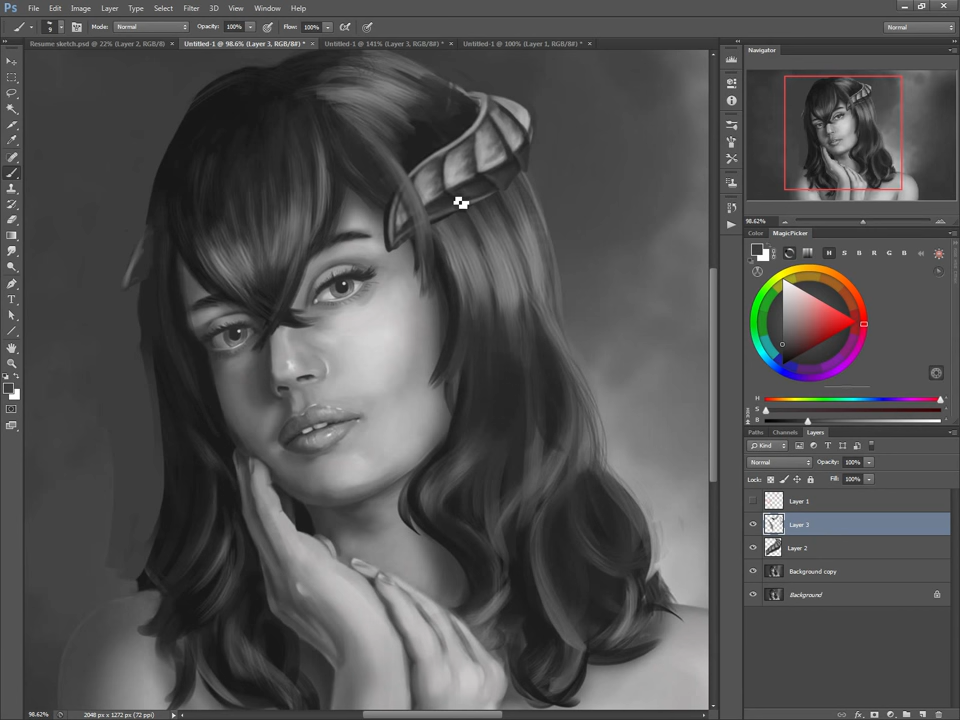 Ps File Edit Image Layer Type Select Filter 3D View Window Help
9 Mode: Normal Opacity: 100% Flow: 100% Normal
Resume sketch.psd @ 22% (Layer 2, RGB/8) × Untitled-1 @ 98.6% (Layer 3, RGB/8#) * × Untitled-1 @ 141% (Layer 3, RGB/8#) * × Untitled-1 @ 100% (Layer 1, RGB/8#) * ×
Navigator
98.62%
Color MagicPicker
H S B R G B
H
S
B
Paths Channels Layers
Kind
Normal Opacity: 100%
Lock: Fill: 100%
Layer 1
Layer 3
Layer 2
Background copy
Background
98.62% 2048 px x 1272 px (72 ppi)